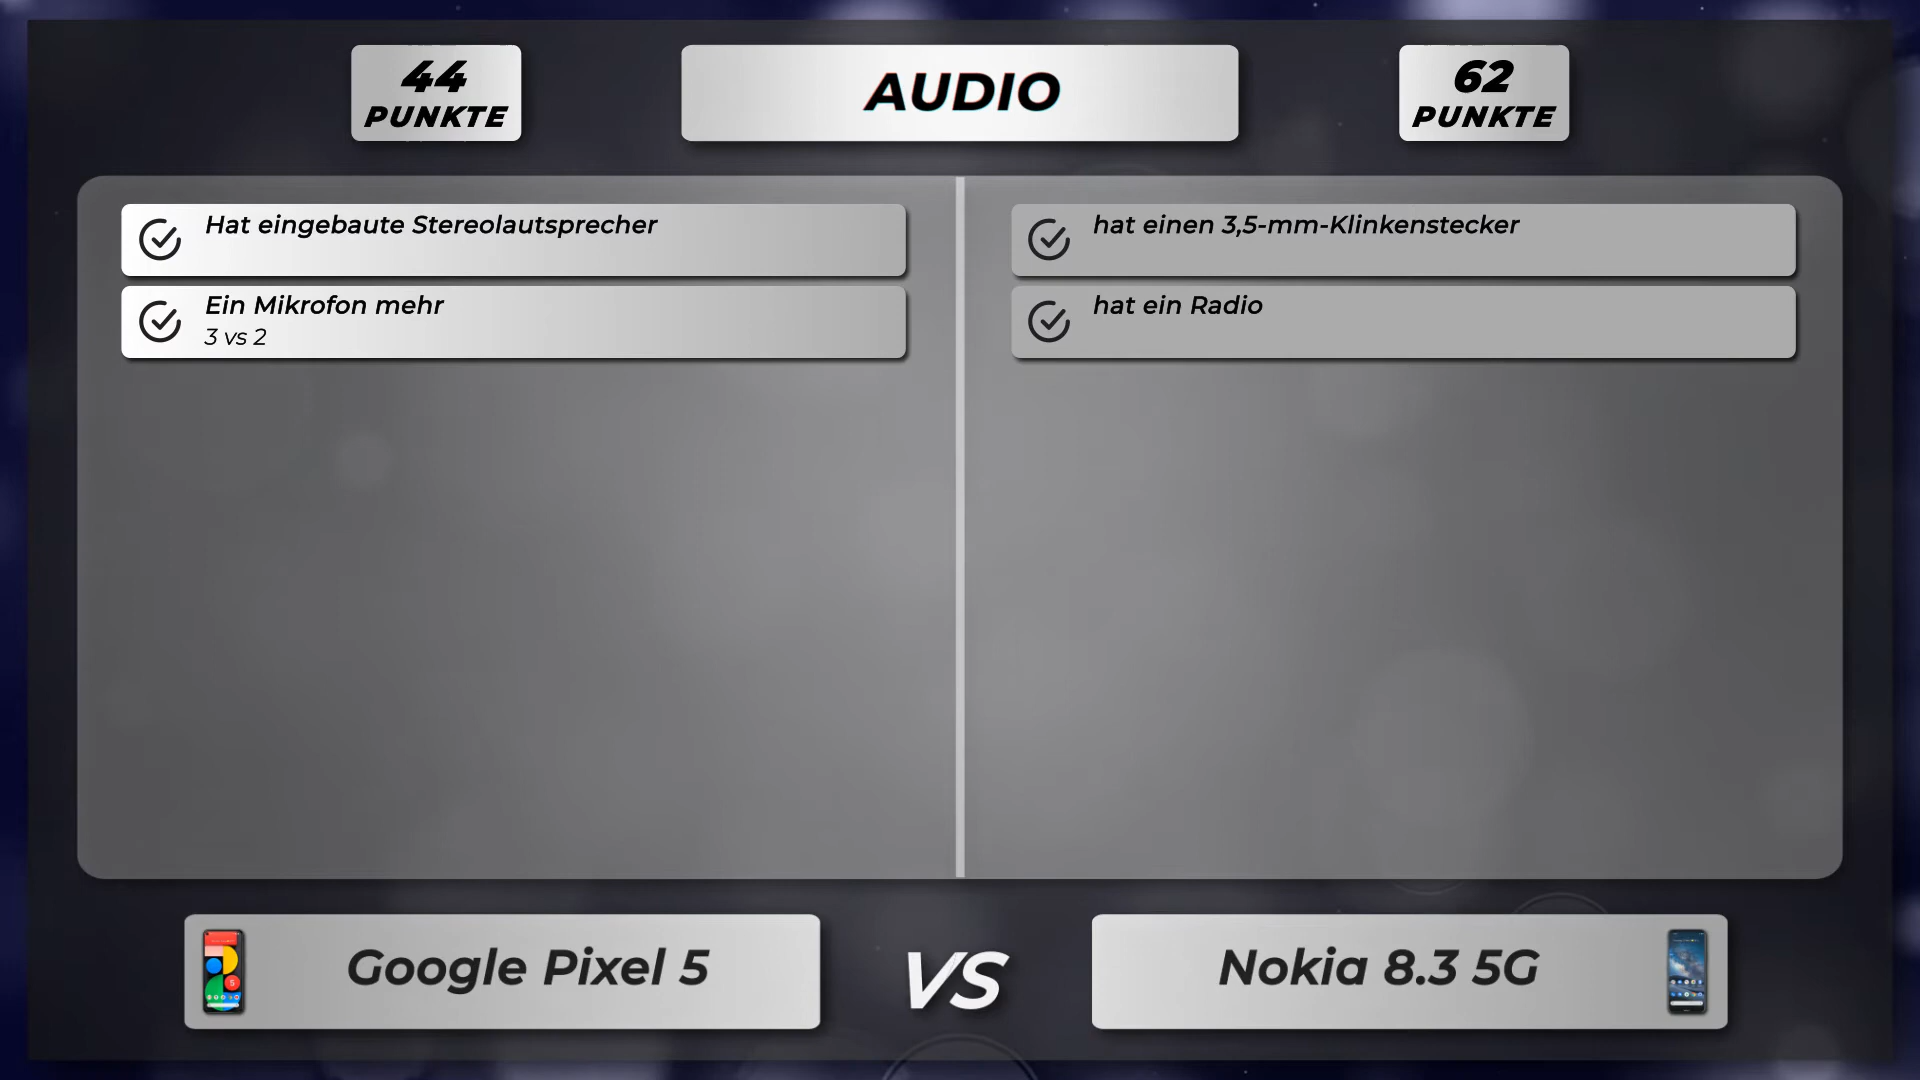 44
PUNKTE
AUDIO
62
PUNKTE
Hat eingebaute Stereolautsprecher
Ein Mikrofon mehr
3 vs 2
hat einen 3,5-mm-Klinkenstecker
hat ein Radio
Google Pixel 5
VS
Nokia 8.3 5G